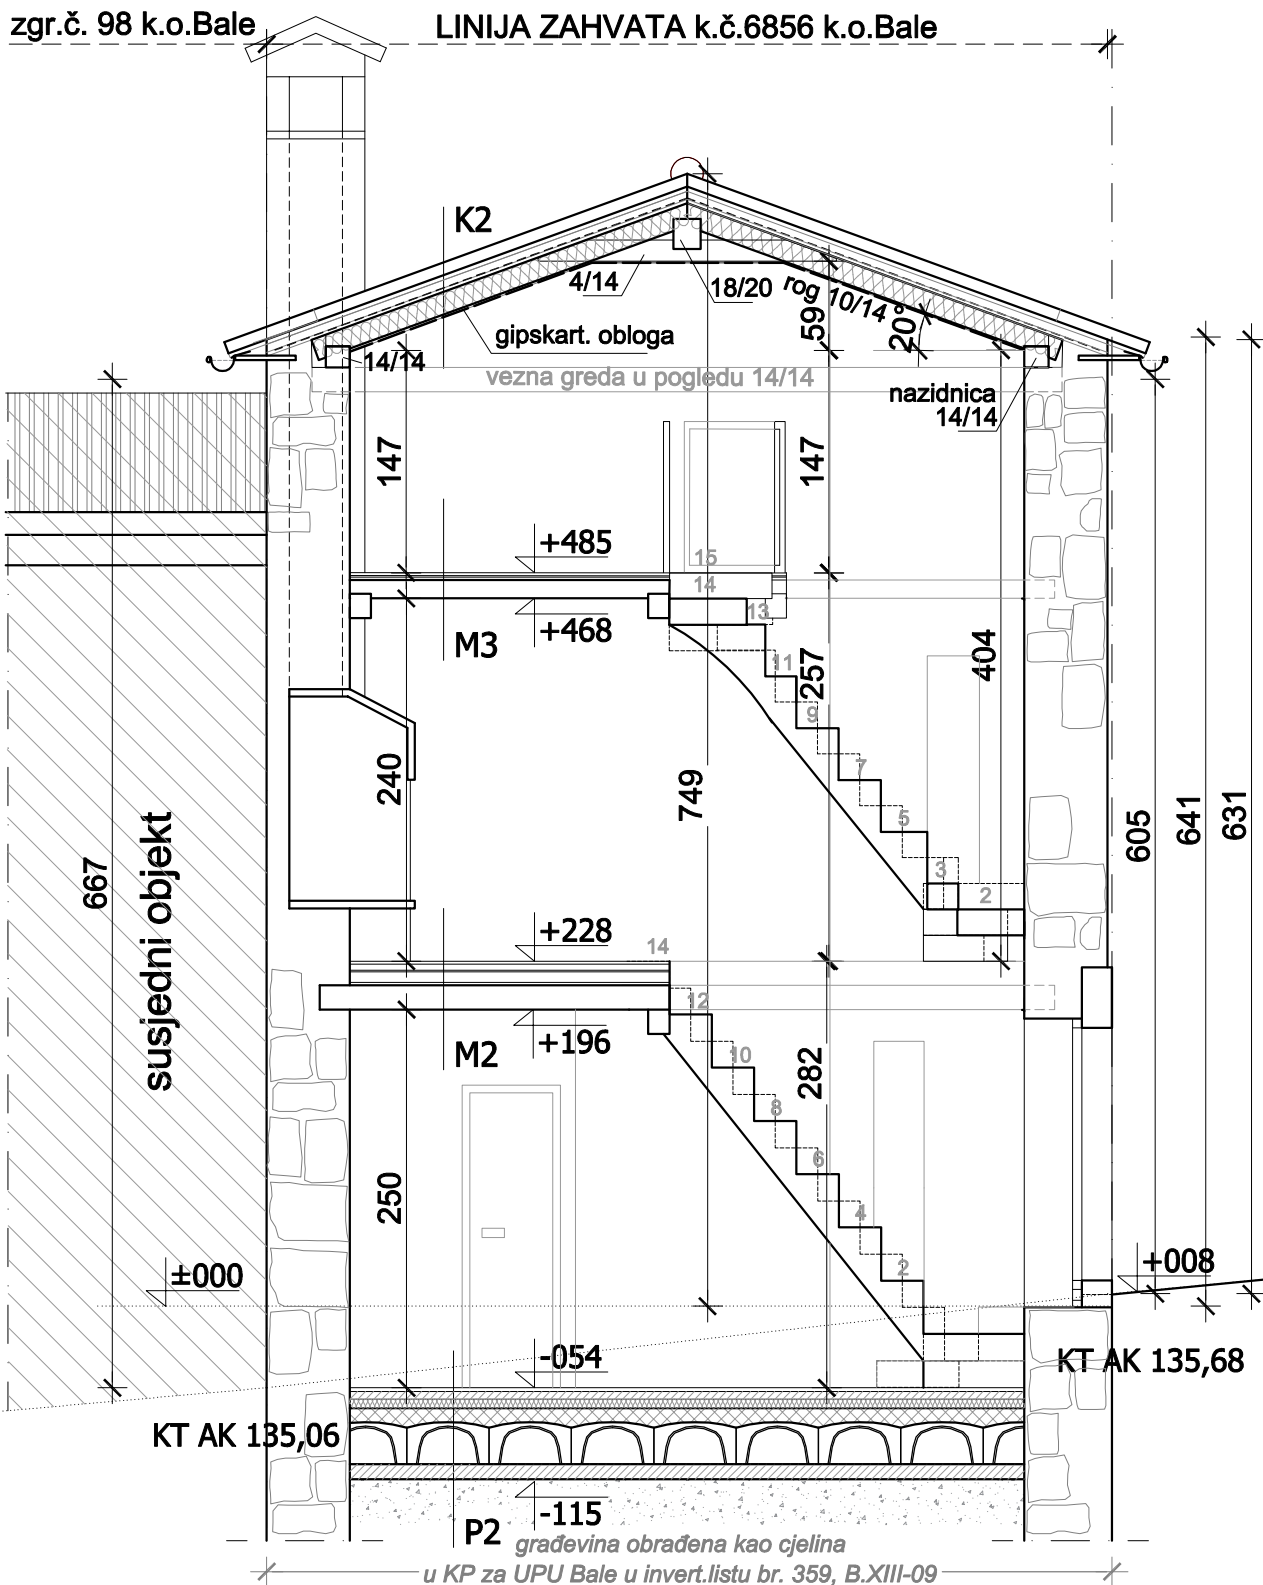 zgr.č. 98 k.o.Bale
LINIJA ZAHVATA k.č.6856 k.o.Bale
K2
4/14
18/20
rog 10/14
59
20°
gipskart. obloga
14/14
vezna greda u pogledu 14/14
nazidnica
14/14
147
147
+485
15
14
13
+468
M3
11
257
404
9
240
7
749
5
605
641
631
3
2
667
susjedni objekt
+228
14
12
+196
M2
10
282
8
6
250
4
2
±000
+008
-054
KT AK 135,68
KT AK 135,06
-115
P2
građevina obrađena kao cjelina
u KP za UPU Bale u invert.listu br. 359, B.XIII-09